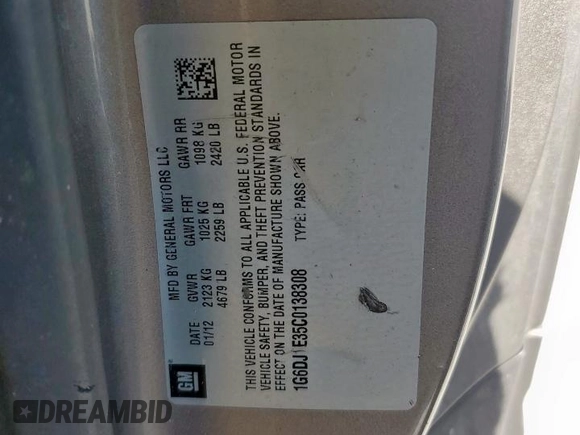 MFD BY GENERAL MOTORS LLC
DATE GVWR GAWR FRT GAWR RR
01/12 2123 KG 1025 KG 1098 KG
4679 LB 2259 LB 2420 LB
THIS VEHICLE CONFORMS TO ALL APPLICABLE U.S. FEDERAL MOTOR
VEHICLE SAFETY, BUMPER, AND THEFT PREVENTION STANDARDS IN
EFFECT ON THE DATE OF MANUFACTURE SHOWN ABOVE.
1G6DJ1E35C0138308 TYPE: PASS CAR
GM
DREAMBID